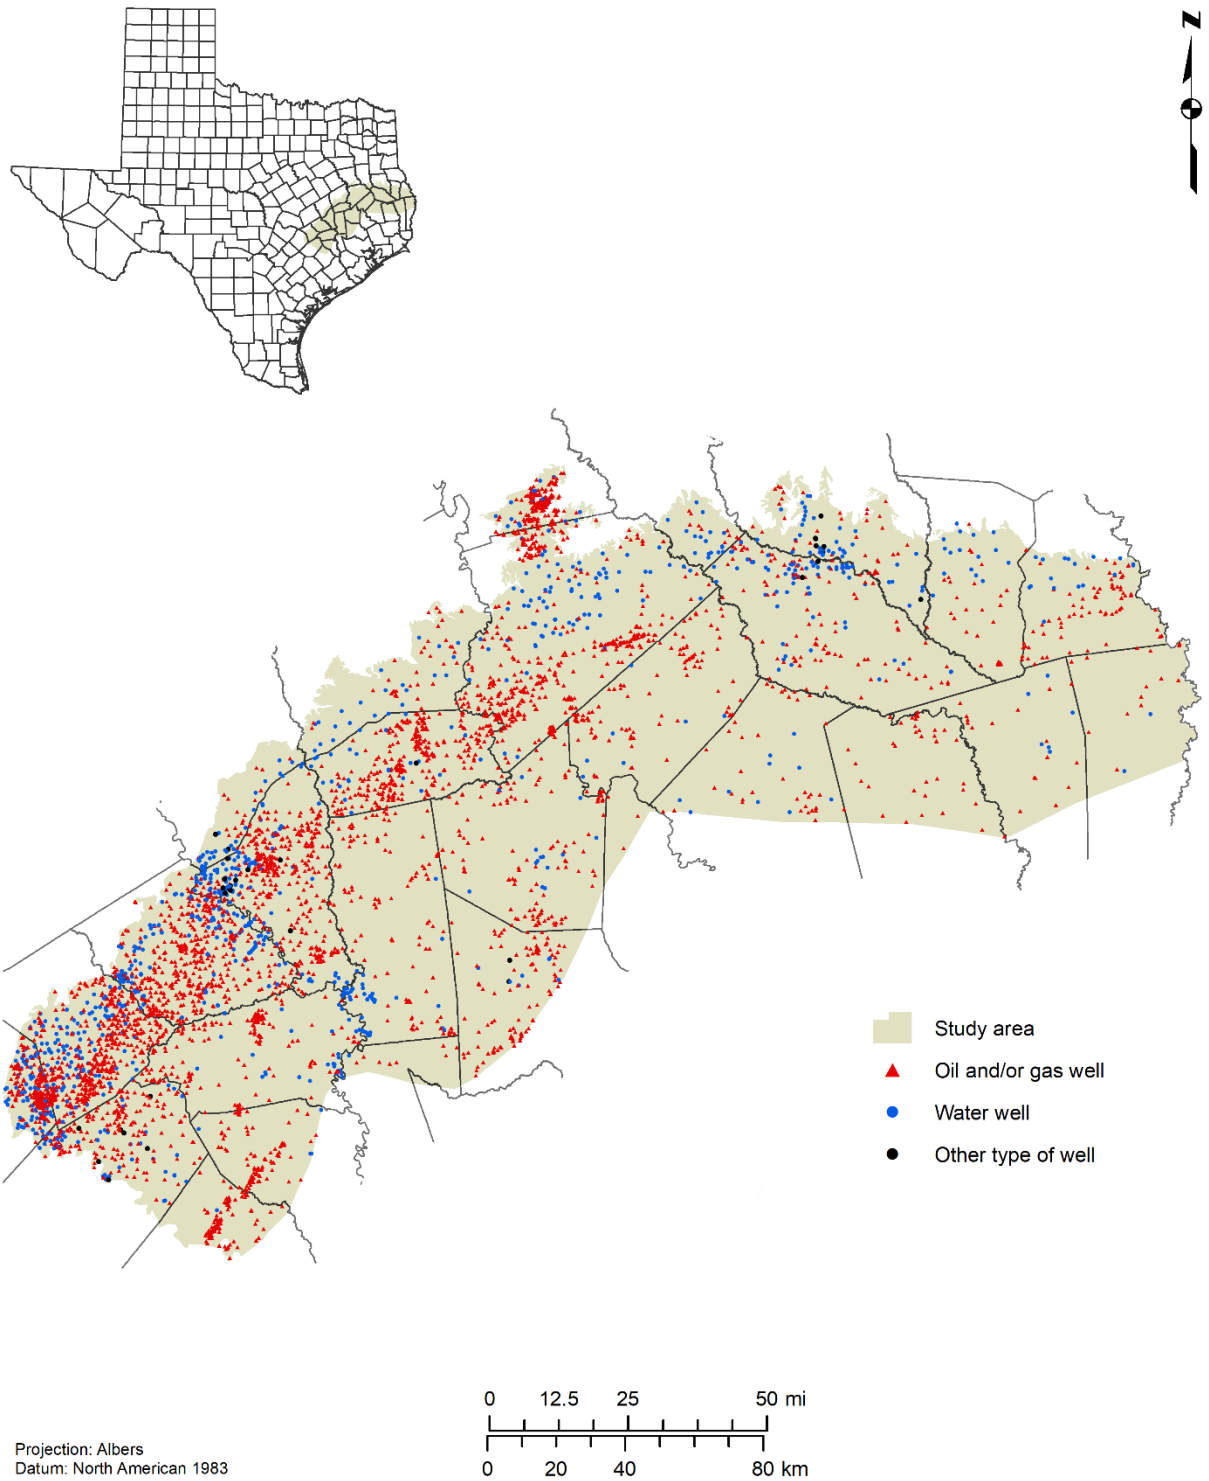 N
Study area
Oil and/or gas well
Water well
Other type of well
0 12.5 25 50 mi
0 20 40 80 km
Projection: Albers
Datum: North American 1983